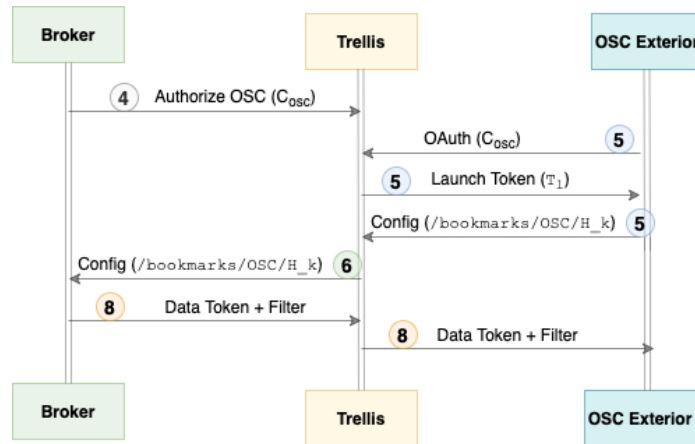 Broker
Trellis
OSC Exterior
4 Authorize OSC (Cosc)
OAuth (Cosc) 5
5 Launch Token (T1)
Config (/bookmarks/OSC/H_k) 5
Config (/bookmarks/OSC/H_k) 6
8 Data Token + Filter
8 Data Token + Filter
Broker
Trellis
OSC Exterior